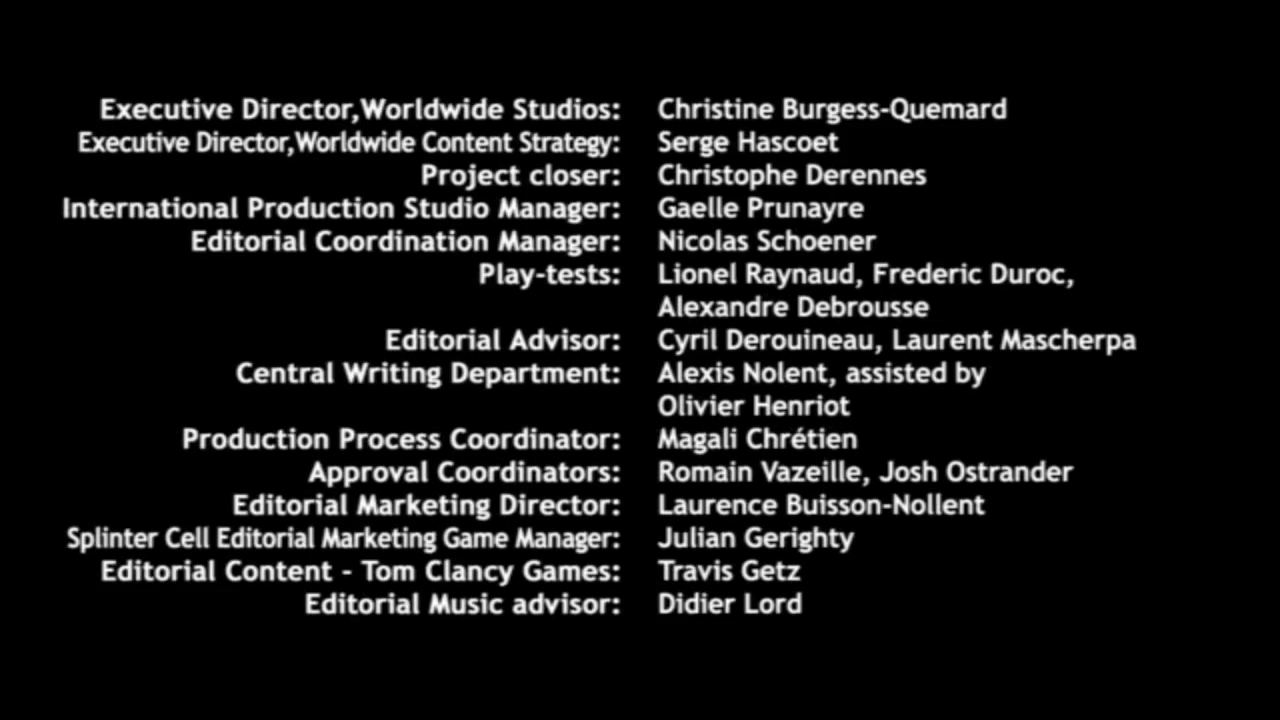 Executive Director,Worldwide Studios: Christine Burgess-Quemard
Executive Director,Worldwide Content Strategy: Serge Hascoet
Project closer: Christophe Derennes
International Production Studio Manager: Gaelle Prunayre
Editorial Coordination Manager: Nicolas Schoener
Play-tests: Lionel Raynaud, Frederic Duroc,
Alexandre Debrousse
Editorial Advisor: Cyril Derouineau, Laurent Mascherpa
Central Writing Department: Alexis Nolent, assisted by
Olivier Henriot
Production Process Coordinator: Magali Chrétien
Approval Coordinators: Romain Vazeille, Josh Ostrander
Editorial Marketing Director: Laurence Buisson-Nollent
Splinter Cell Editorial Marketing Game Manager: Julian Gerighty
Editorial Content - Tom Clancy Games: Travis Getz
Editorial Music advisor: Didier Lord